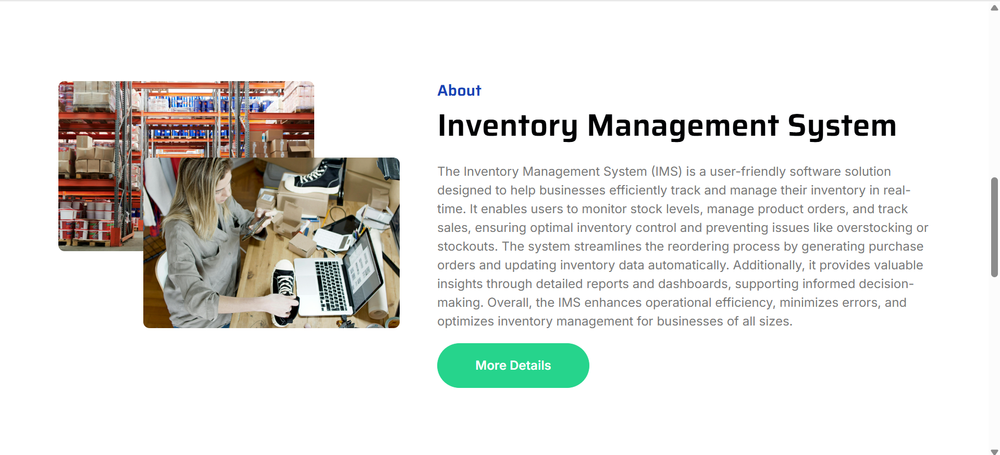 About
Inventory Management System
The Inventory Management System (IMS) is a user-friendly software solution
designed to help businesses efficiently track and manage their inventory in real-
time. It enables users to monitor stock levels, manage product orders, and track
sales, ensuring optimal inventory control and preventing issues like overstocking or
stockouts. The system streamlines the reordering process by generating purchase
orders and updating inventory data automatically. Additionally, it provides valuable
insights through detailed reports and dashboards, supporting informed decision-
making. Overall, the IMS enhances operational efficiency, minimizes errors, and
optimizes inventory management for businesses of all sizes.
More Details